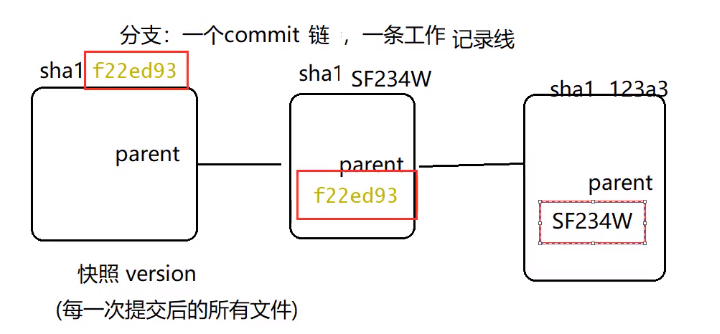 分支：一个commit 链 ，一条工作 记录线
sha1 f22ed93
sha1 SF234W
sha1 123a3
parent
parent
f22ed93
parent
SF234W
快照 version
(每一次提交后的所有文件)